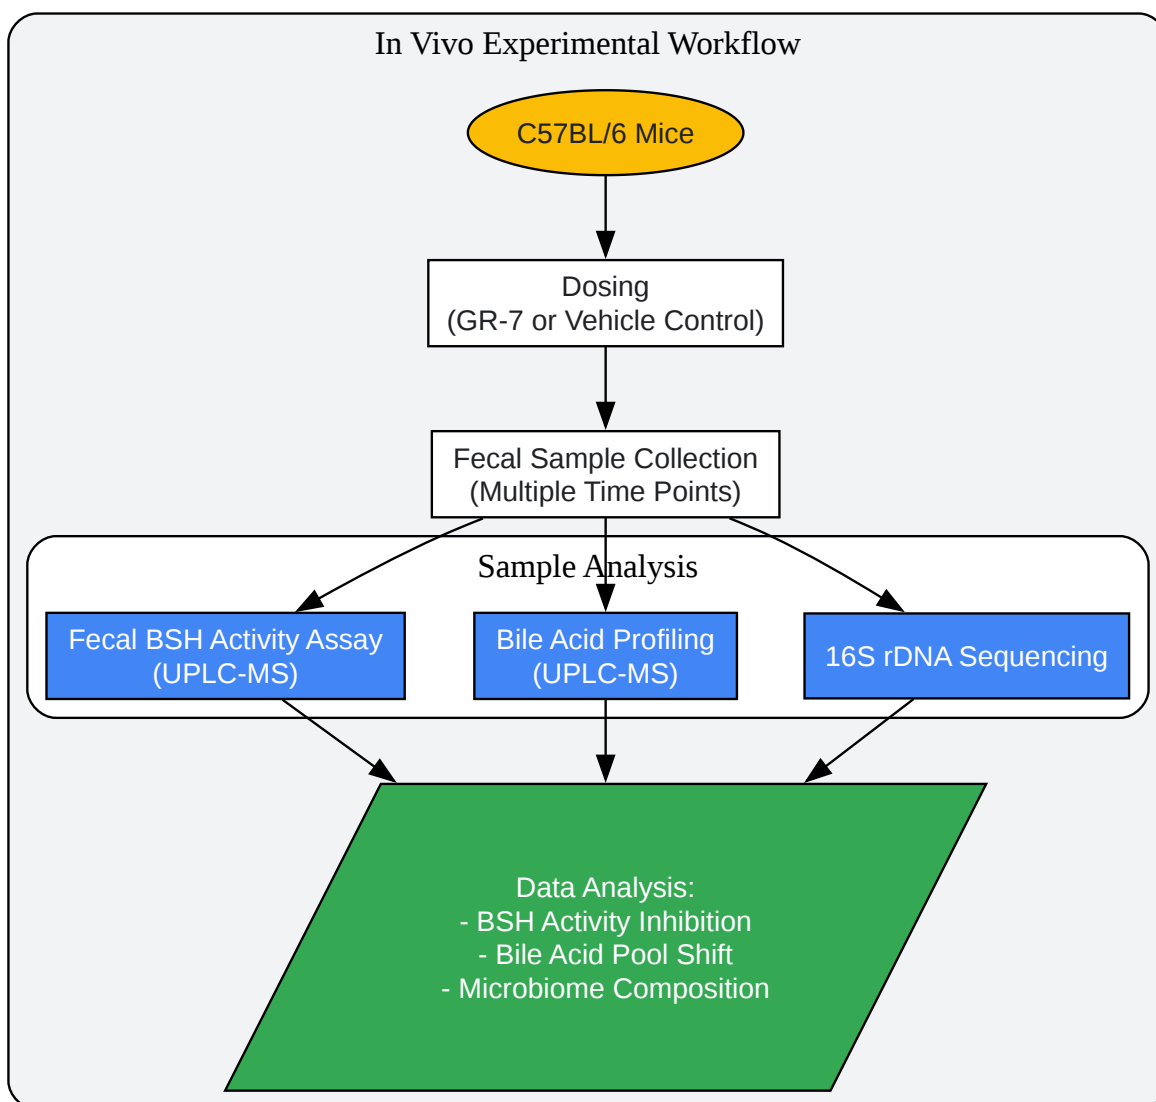 In Vivo Experimental Workflow
C57BL/6 Mice
Dosing
(GR-7 or Vehicle Control)
Fecal Sample Collection
(Multiple Time Points)
Sample Analysis
Fecal BSH Activity Assay
(UPLC-MS)
Bile Acid Profiling
(UPLC-MS)
16S rDNA Sequencing
Data Analysis:
- BSH Activity Inhibition
- Bile Acid Pool Shift
- Microbiome Composition